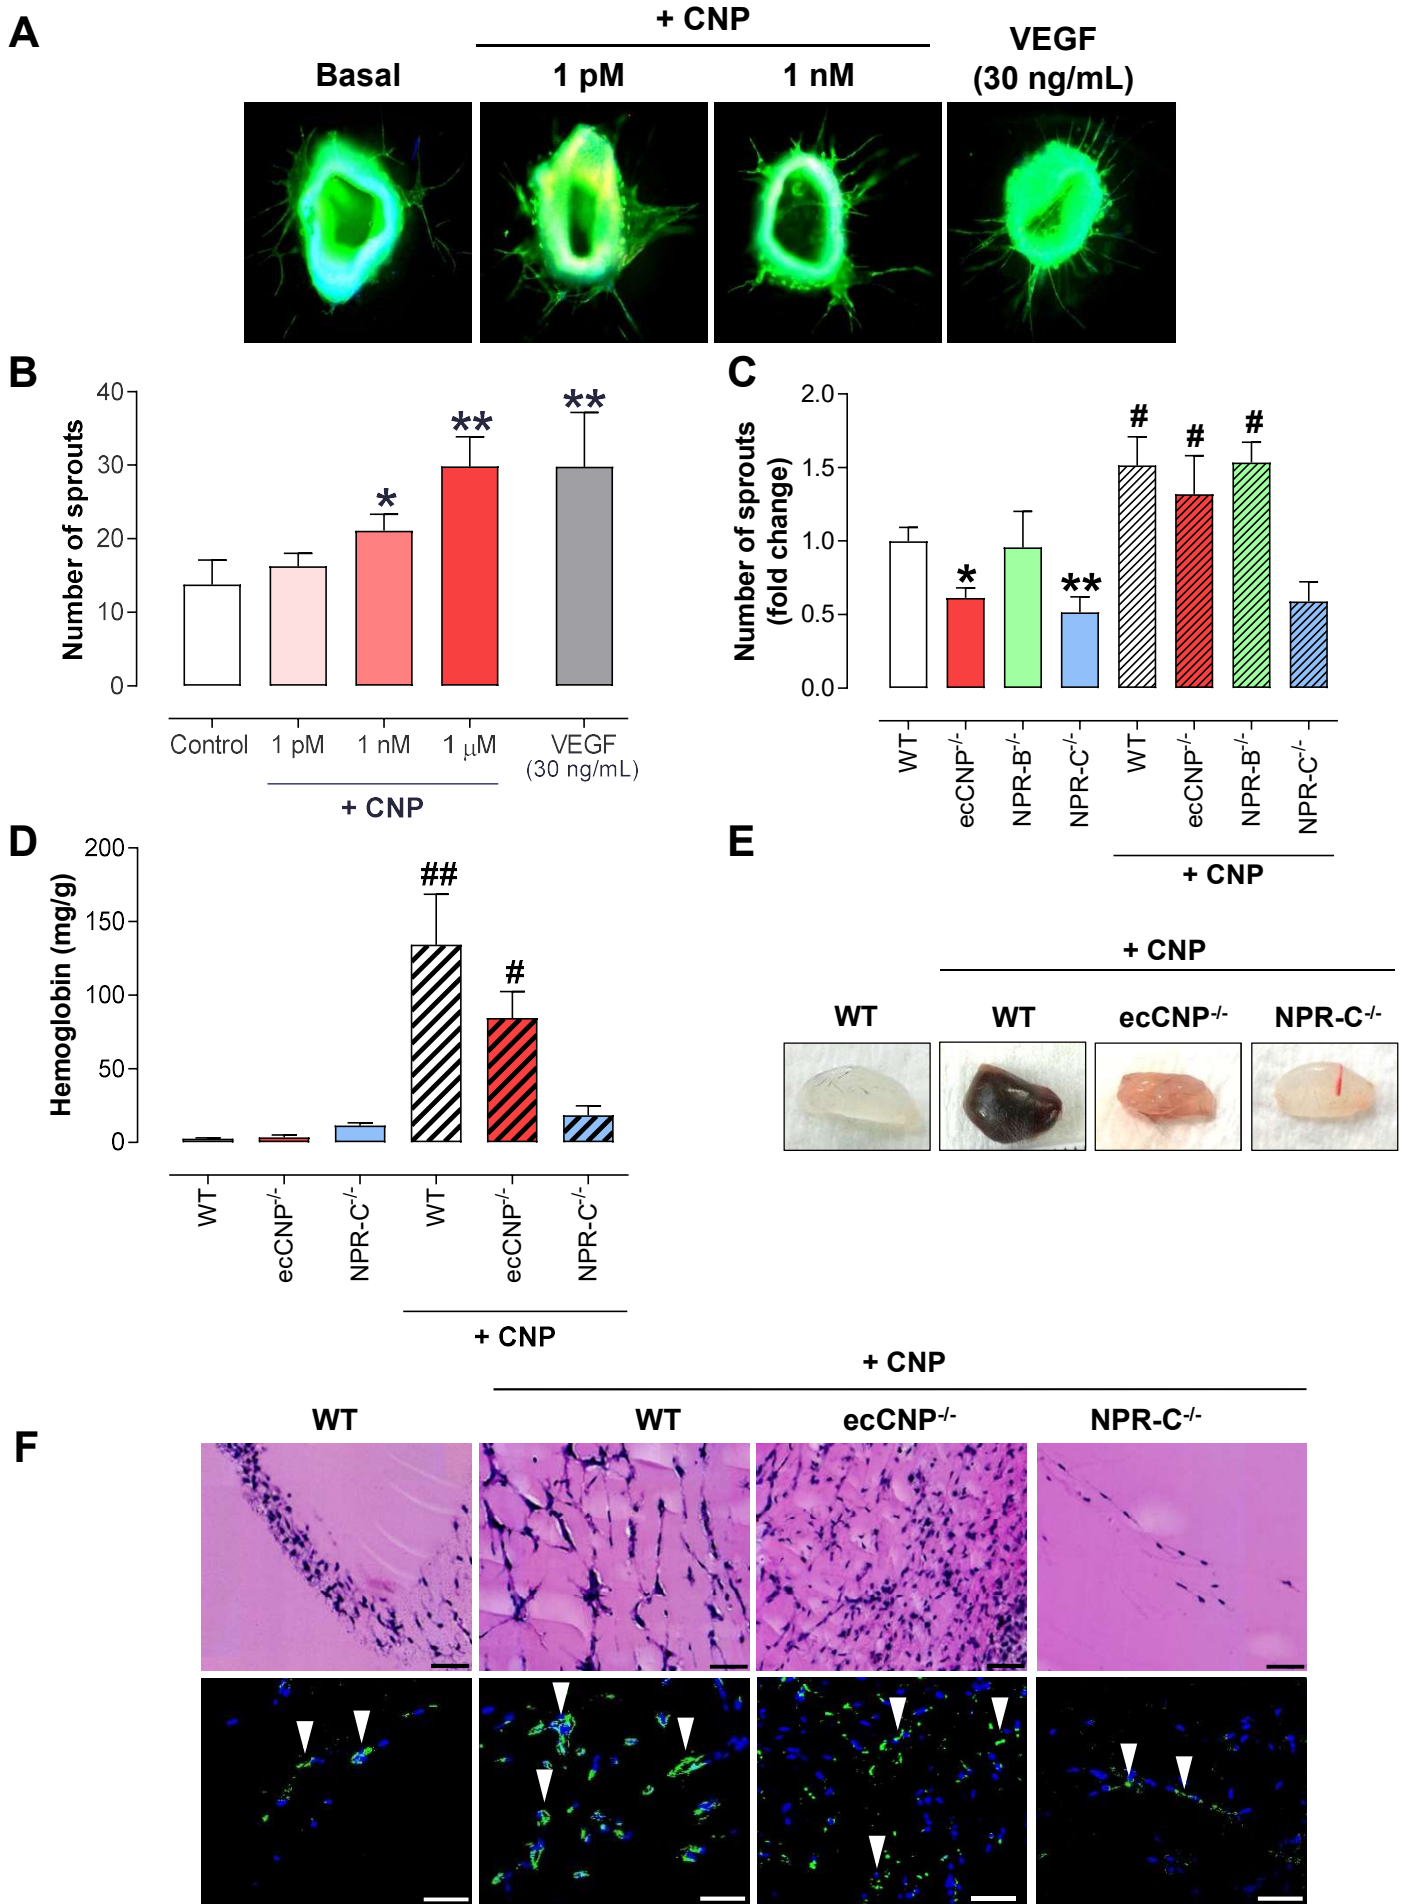 A
+ CNP
Basal
1 pM
1 nM
VEGF
(30 ng/mL)
B
Number of sprouts
40
30
20
10
0
*
**
**
Control
1 pM
1 nM
1 μM
VEGF
(30 ng/mL)
+ CNP
C
Number of sprouts
(fold change)
2.0
1.5
1.0
0.5
0.0
*
**
#
#
#
WT
ecCNP-/-
NPR-B-/-
NPR-C-/-
WT
ecCNP-/-
NPR-B-/-
NPR-C-/-
+ CNP
D
Hemoglobin (mg/g)
200
150
100
50
0
##
#
WT
ecCNP-/-
NPR-C-/-
WT
ecCNP-/-
NPR-C-/-
+ CNP
E
+ CNP
WT
WT
ecCNP-/-
NPR-C-/-
F
+ CNP
WT
WT
ecCNP-/-
NPR-C-/-